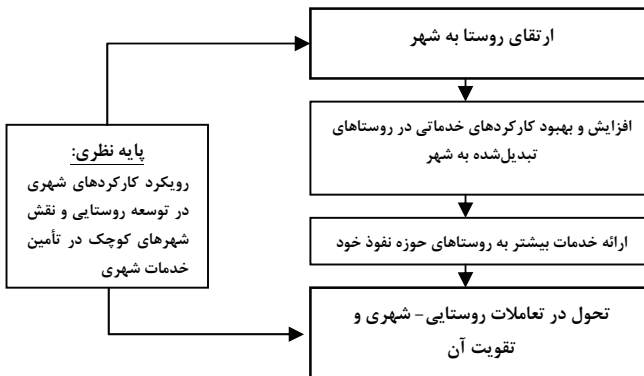 ارتقای روستا به شهر
افزایش و بهبود کارکردهای خدماتی در روستاهای
تبدیل‌شده به شهر
ارائه خدمات بیشتر به روستاهای حوزه نفوذ خود
تحول در تعاملات روستایی- شهری و
تقویت آن
پایه نظری:
رویکرد کارکردهای شهری
در توسعه روستایی و نقش
شهرهای کوچک در تأمین
خدمات شهری